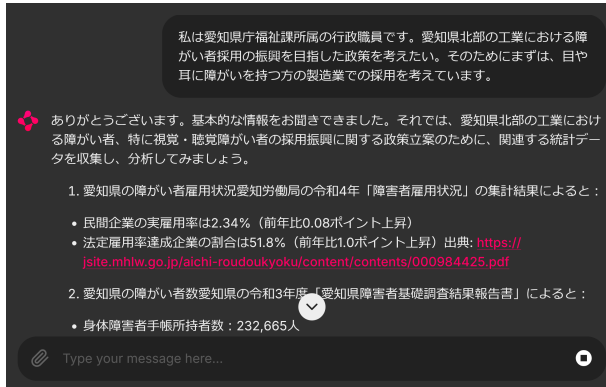 私は愛知県庁福祉課所属の行政職員です。愛知県北部の工業における障
がい者採用の振興を目指した政策を考えたい。そのためにまずは、目や
耳に障がいを持つ方の製造業での採用を考えています。
ありがとうございます。基本的な情報をお聞きできました。それでは、愛知県北部の工業におけ
る障がい者、特に視覚・聴覚障がい者の採用振興に関する政策立案のために、関連する統計デー
タを収集し、分析してみましょう。
1. 愛知県の障がい者雇用状況愛知労働局の令和4年「障害者雇用状況」の集計結果によると：
• 民間企業の実雇用率は2.34%（前年比0.08ポイント上昇）
• 法定雇用率達成企業の割合は51.8%（前年比1.0ポイント上昇）出典: https://
jsite.mhlw.go.jp/aichi-roudoukyoku/content/contents/000984425.pdf
2. 愛知県の障がい者数愛知県の令和3年度「愛知県障害者基礎調査結果報告書」によると：
• 身体障害者手帳所持者数：232,665人
Type your message here...